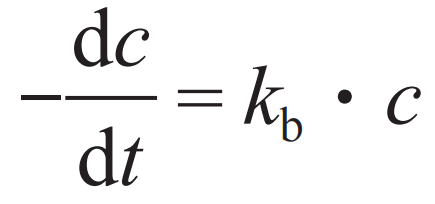 −dc/dt = k_b · c